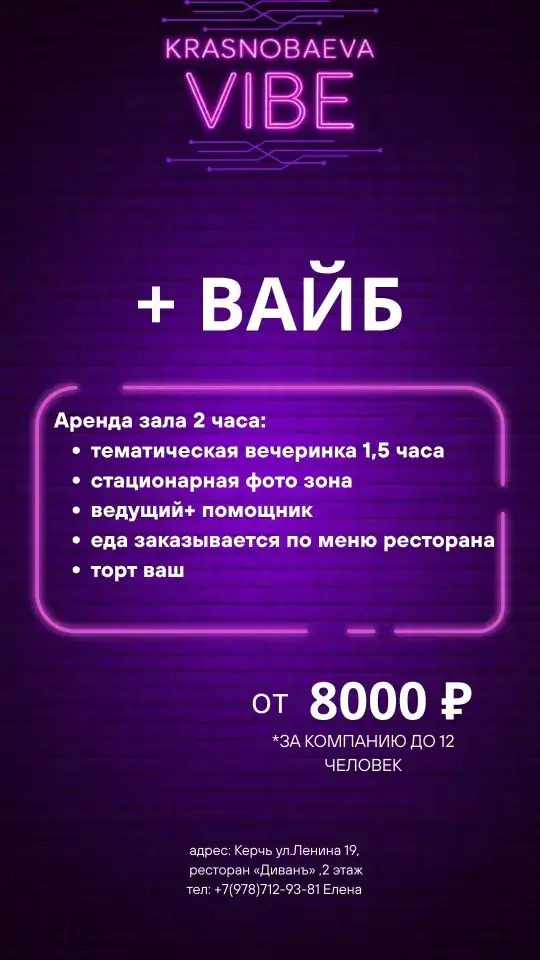 KRASNOBAEVA
VIBE
+ ВАЙБ
Аренда зала 2 часа:
• тематическая вечеринка 1,5 часа
• стационарная фото зона
• ведущий+ помощник
• еда заказывается по меню ресторана
• торт ваш
от 8000 ₽
*ЗА КОМПАНИЮ ДО 12
ЧЕЛОВЕК
адрес: Керчь ул.Ленина 19,
ресторан «Диванъ» ,2 этаж
тел: +7(978)712-93-81 Елена